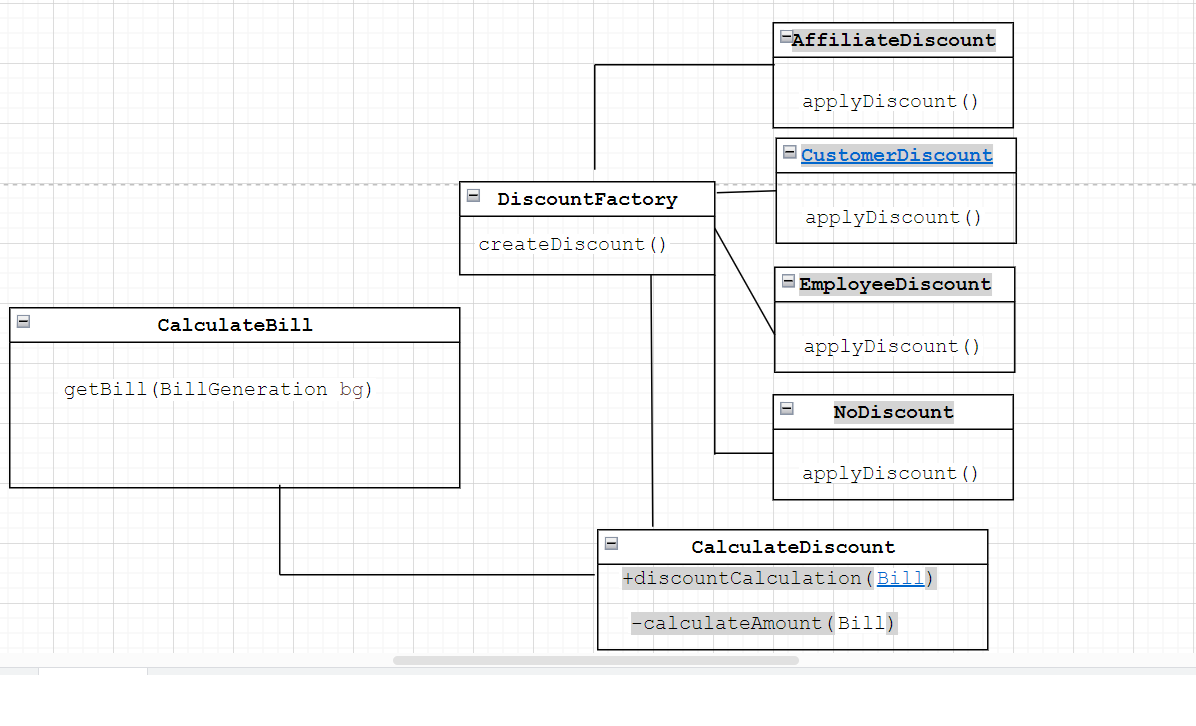 AffiliateDiscount
applyDiscount()
CustomerDiscount
applyDiscount()
DiscountFactory
createDiscount()
EmployeeDiscount
applyDiscount()
CalculateBill
getBill(BillGeneration bg)
NoDiscount
applyDiscount()
CalculateDiscount
+discountCalculation(Bill)
-calculateAmount(Bill)